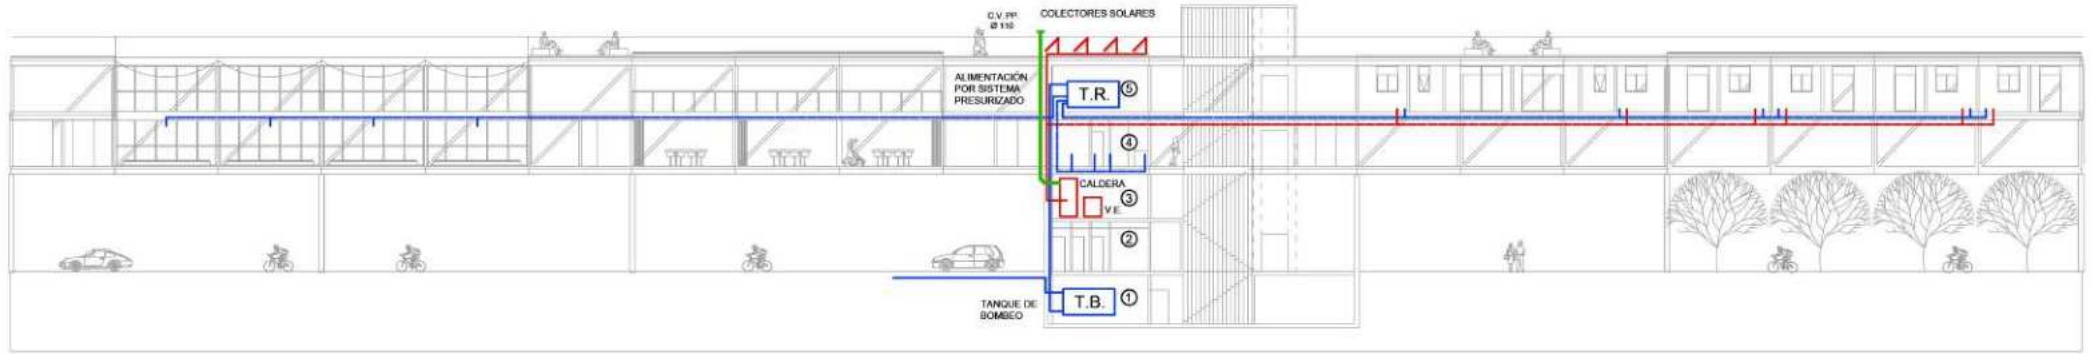 C.V. PP.
Ø 110
COLECTORES SOLARES
ALIMENTACIÓN
POR SISTEMA
PRESURIZADO
T.R.
5
4
CALDERA
3
V.E.
2
TANQUE DE
BOMBEO
T.B.
1